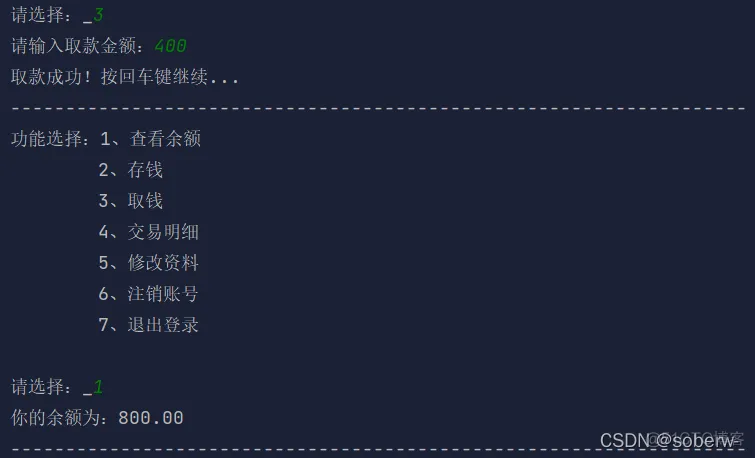 请选择：_3
请输入取款金额：400
取款成功！按回车键继续...
----------------------------------------------------------------
功能选择：1、查看余额
2、存钱
3、取钱
4、交易明细
5、修改资料
6、注销账号
7、退出登录
请选择：_1
你的余额为：800.00
CSDN @soberw
@51CTO博客
----------------------------------------------------------------